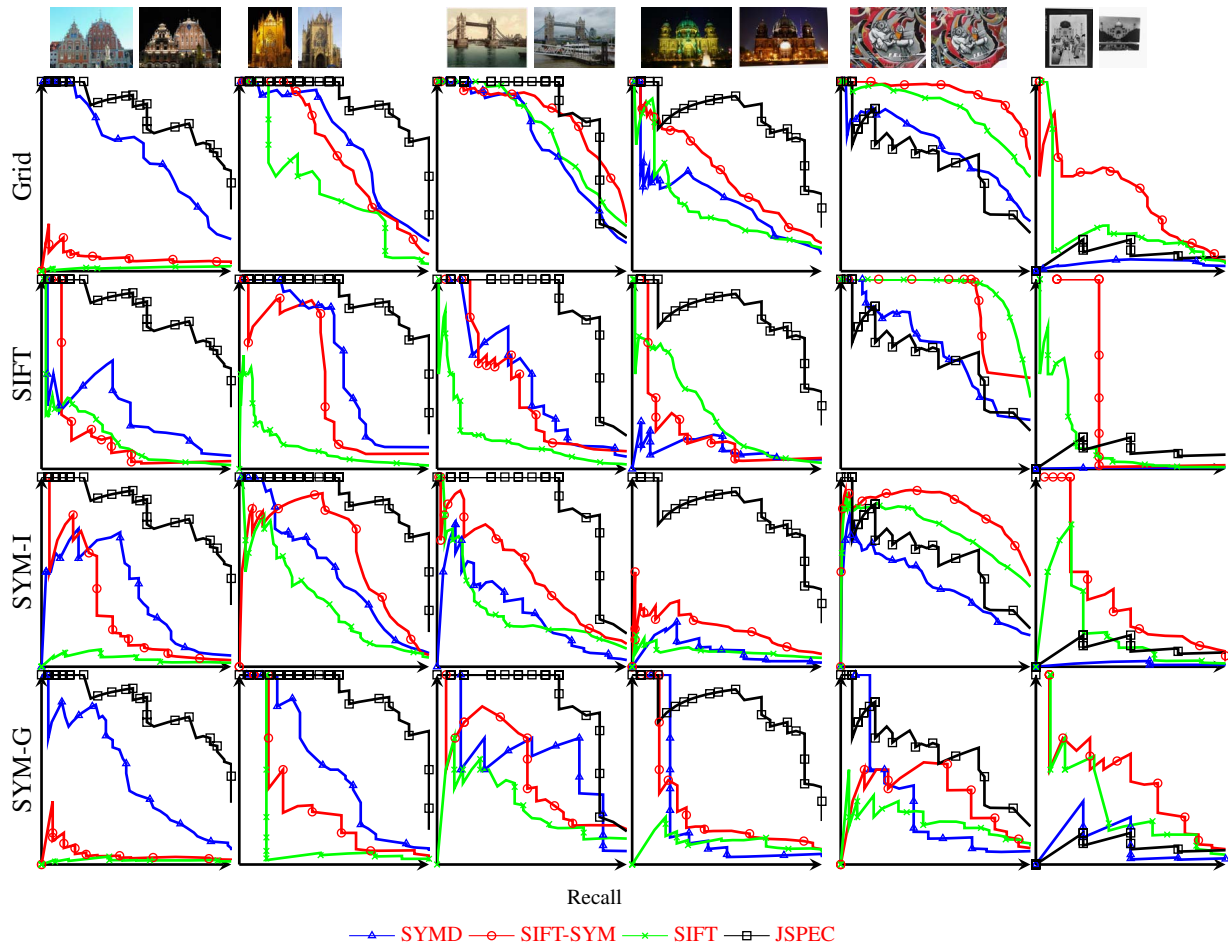 Grid
SIFT
SYM-I
SYM-G
Recall
SYMD SIFT-SYM SIFT JSPEC